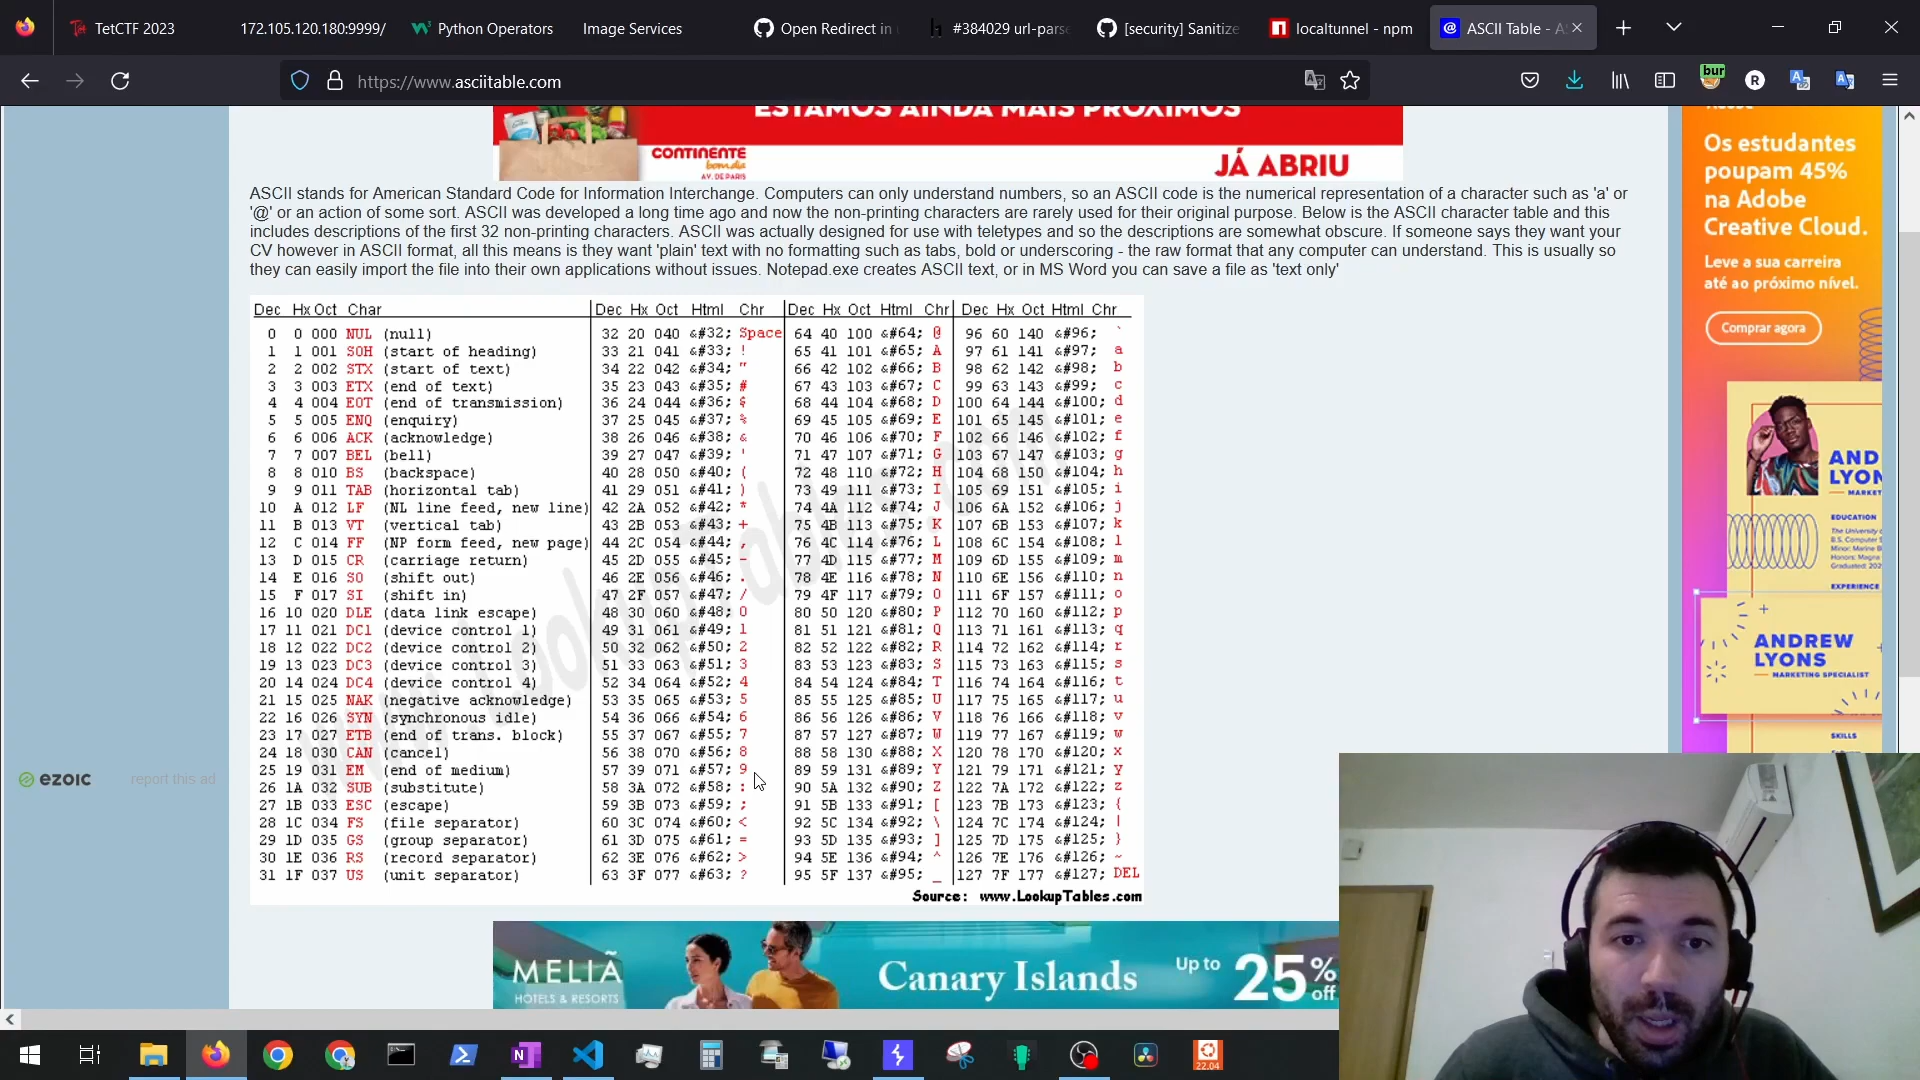 TetCTF 2023
172.105.120.180:9999/
Python Operators
Image Services
Open Redirect in
#384029 url-pars
[security] Sanitize
localtunnel - npm
ASCII Table - A
https://www.asciitable.com
bur
R
ESTAMOS AINDA MAIS PRÓXIMOS
CONTINENTE
bom dia
AV. DE PARIS
JÁ ABRIU
ASCII stands for American Standard Code for Information Interchange. Computers can only understand numbers, so an ASCII code is the numerical representation of a character such as 'a' or
'@' or an action of some sort. ASCII was developed a long time ago and now the non-printing characters are rarely used for their original purpose. Below is the ASCII character table and this
includes descriptions of the first 32 non-printing characters. ASCII was actually designed for use with teletypes and so the descriptions are somewhat obscure. If someone says they want your
CV however in ASCII format, all this means is they want 'plain' text with no formatting such as tabs, bold or underscoring - the raw format that any computer can understand. This is usually so
they can easily import the file into their own applications without issues. Notepad.exe creates ASCII text, or in MS Word you can save a file as 'text only'
Dec Hx Oct Char Dec Hx Oct Html Chr Dec Hx Oct Html Chr Dec Hx Oct Html Chr
0 0 000 NUL (null) 32 20 040 &#32; Space 64 40 100 &#64; @ 96 60 140 &#96; `
1 1 001 SOH (start of heading) 33 21 041 &#33; ! 65 41 101 &#65; A 97 61 141 &#97; a
2 2 002 STX (start of text) 34 22 042 &#34; " 66 42 102 &#66; B 98 62 142 &#98; b
3 3 003 ETX (end of text) 35 23 043 &#35; # 67 43 103 &#67; C 99 63 143 &#99; c
4 4 004 EOT (end of transmission) 36 24 044 &#36; $ 68 44 104 &#68; D 100 64 144 &#100; d
5 5 005 ENQ (enquiry) 37 25 045 &#37; % 69 45 105 &#69; E 101 65 145 &#101; e
6 6 006 ACK (acknowledge) 38 26 046 &#38; & 70 46 106 &#70; F 102 66 146 &#102; f
7 7 007 BEL (bell) 39 27 047 &#39; ' 71 47 107 &#71; G 103 67 147 &#103; g
8 8 010 BS (backspace) 40 28 050 &#40; ( 72 48 110 &#72; H 104 68 150 &#104; h
9 9 011 TAB (horizontal tab) 41 29 051 &#41; ) 73 49 111 &#73; I 105 69 151 &#105; i
10 A 012 LF (NL line feed, new line) 42 2A 052 &#42; * 74 4A 112 &#74; J 106 6A 152 &#106; j
11 B 013 VT (vertical tab) 43 2B 053 &#43; + 75 4B 113 &#75; K 107 6B 153 &#107; k
12 C 014 FF (NP form feed, new page) 44 2C 054 &#44; , 76 4C 114 &#76; L 108 6C 154 &#108; l
13 D 015 CR (carriage return) 45 2D 055 &#45; - 77 4D 115 &#77; M 109 6D 155 &#109; m
14 E 016 SO (shift out) 46 2E 056 &#46; . 78 4E 116 &#78; N 110 6E 156 &#110; n
15 F 017 SI (shift in) 47 2F 057 &#47; / 79 4F 117 &#79; O 111 6F 157 &#111; o
16 10 020 DLE (data link escape) 48 30 060 &#48; 0 80 50 120 &#80; P 112 70 160 &#112; p
17 11 021 DC1 (device control 1) 49 31 061 &#49; 1 81 51 121 &#81; Q 113 71 161 &#113; q
18 12 022 DC2 (device control 2) 50 32 062 &#50; 2 82 52 122 &#82; R 114 72 162 &#114; r
19 13 023 DC3 (device control 3) 51 33 063 &#51; 3 83 53 123 &#83; S 115 73 163 &#115; s
20 14 024 DC4 (device control 4) 52 34 064 &#52; 4 84 54 124 &#84; T 116 74 164 &#116; t
21 15 025 NAK (negative acknowledge) 53 35 065 &#53; 5 85 55 125 &#85; U 117 75 165 &#117; u
22 16 026 SYN (synchronous idle) 54 36 066 &#54; 6 86 56 126 &#86; V 118 76 166 &#118; v
23 17 027 ETB (end of trans. block) 55 37 067 &#55; 7 87 57 127 &#87; W 119 77 167 &#119; w
24 18 030 CAN (cancel) 56 38 070 &#56; 8 88 58 130 &#88; X 120 78 170 &#120; x
25 19 031 EM (end of medium) 57 39 071 &#57; 9 89 59 131 &#89; Y 121 79 171 &#121; y
26 1A 032 SUB (substitute) 58 3A 072 &#58; : 90 5A 132 &#90; Z 122 7A 172 &#122; z
27 1B 033 ESC (escape) 59 3B 073 &#59; ; 91 5B 133 &#91; [ 123 7B 173 &#123; {
28 1C 034 FS (file separator) 60 3C 074 &#60; < 92 5C 134 &#92; \ 124 7C 174 &#124; |
29 1D 035 GS (group separator) 61 3D 075 &#61; = 93 5D 135 &#93; ] 125 7D 175 &#125; }
30 1E 036 RS (record separator) 62 3E 076 &#62; > 94 5E 136 &#94; ^ 126 7E 176 &#126; ~
31 1F 037 US (unit separator) 63 3F 077 &#63; ? 95 5F 137 &#95; _ 127 7F 177 &#127; DEL
www.LookupTables.com
Source: www.LookupTables.com
ezoic
report this ad
MELIÃ
HOTELS & RESORTS
Canary Islands
Up to 25%
off
Os estudantes
poupam 45%
na Adobe
Creative Cloud.
Leve a sua carreira
até ao próximo nível.
Comprar agora
AND
LYON
MARKET
EDUCATION
The University o
B.S. Computer S
Minor: Marine B
Honors: Magna
Graduated: 202
EXPERIENCE
ANDREW
LYONS
MARKETING SPECIALIST
SKILLS
22.04